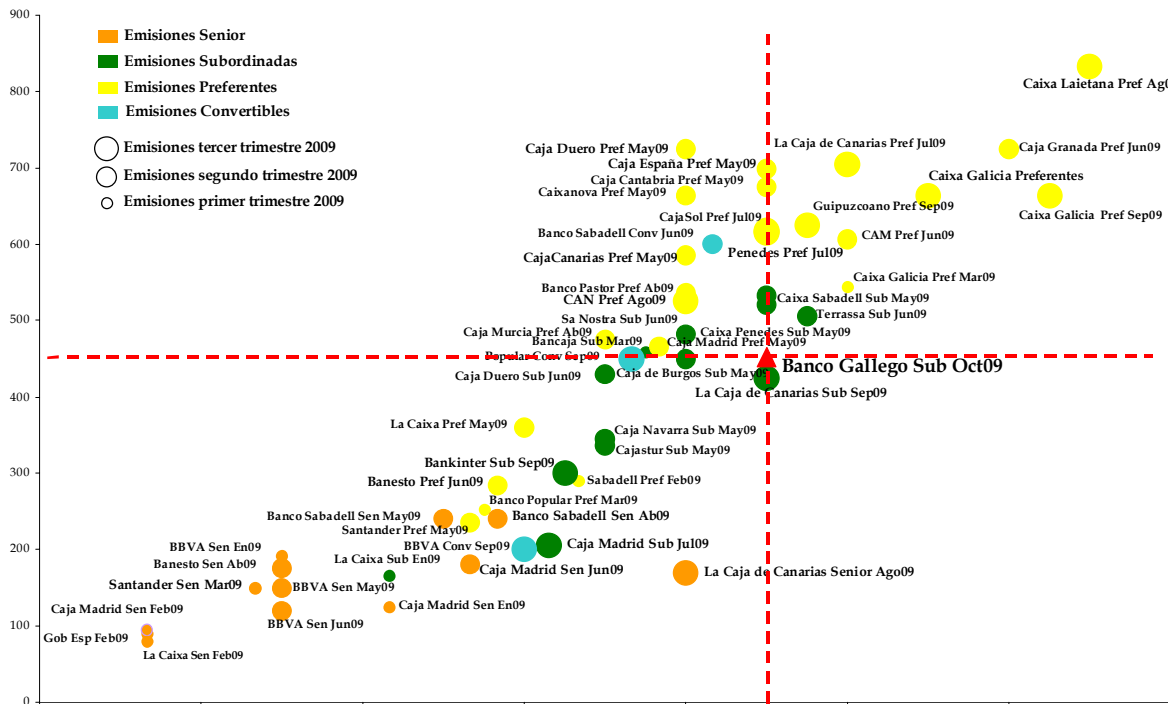 900
Emisiones Senior
Emisiones Subordinadas
800
Emisiones Preferentes
Caixa Laietana Pref Ag0
Emisiones Convertibles
Emisiones tercer trimestre 2009
Caja Duero Pref May09
La Caja de Canarias Pref Jul09
Caja Granada Pref Jun09
700
Caja España Pref May09
Emisiones segundo trimestre 2009
Caja Cantabria Pref May09
Caixa Galicia Preferentes
Caixanova Pref May09
Emisiones primer trimestre 2009
Guipuzcoano Pref Sep09
Caixa Galicia Pref Sep09
CajaSol Pref Jul09
Banco Sabadell Conv Jun09
CAM Pref Jun09
600
Penedes Pref Jul09
CajaCanarias Pref May09
Caixa Galicia Pref Mar09
Banco Pastor Pref Ab09
CAN Pref Ago09
Caixa Sabadell Sub May09
500
Sa Nostra Sub Jun09
Terrassa Sub Jun09
Caja Murcia Pref Ab09
Caixa Penedes Sub May09
Bancaja Sub Mar09
Caja Madrid Pref May09
Popular Conv Sep09
Banco Gallego Sub Oct09
Caja Duero Sub Jun09
Caja de Burgos Sub May09
400
La Caja de Canarias Sub Sep09
La Caixa Pref May09
Caja Navarra Sub May09
Cajastur Sub May09
Bankinter Sub Sep09
300
Banesto Pref Jun09
Sabadell Pref Feb09
Banco Popular Pref Mar09
Banco Sabadell Sen May09
Banco Sabadell Sen Ab09
Santander Pref May09
200
BBVA Sen En09
BBVA Conv Sep09
Caja Madrid Sub Jul09
La Caixa Sub En09
Banesto Sen Ab09
Caja Madrid Sen Jun09
La Caja de Canarias Senior Ago09
Santander Sen Mar09
BBVA Sen May09
Caja Madrid Sen Feb09
Caja Madrid Sen En09
100
BBVA Sen Jun09
Gob Esp Feb09
La Caixa Sen Feb09
0